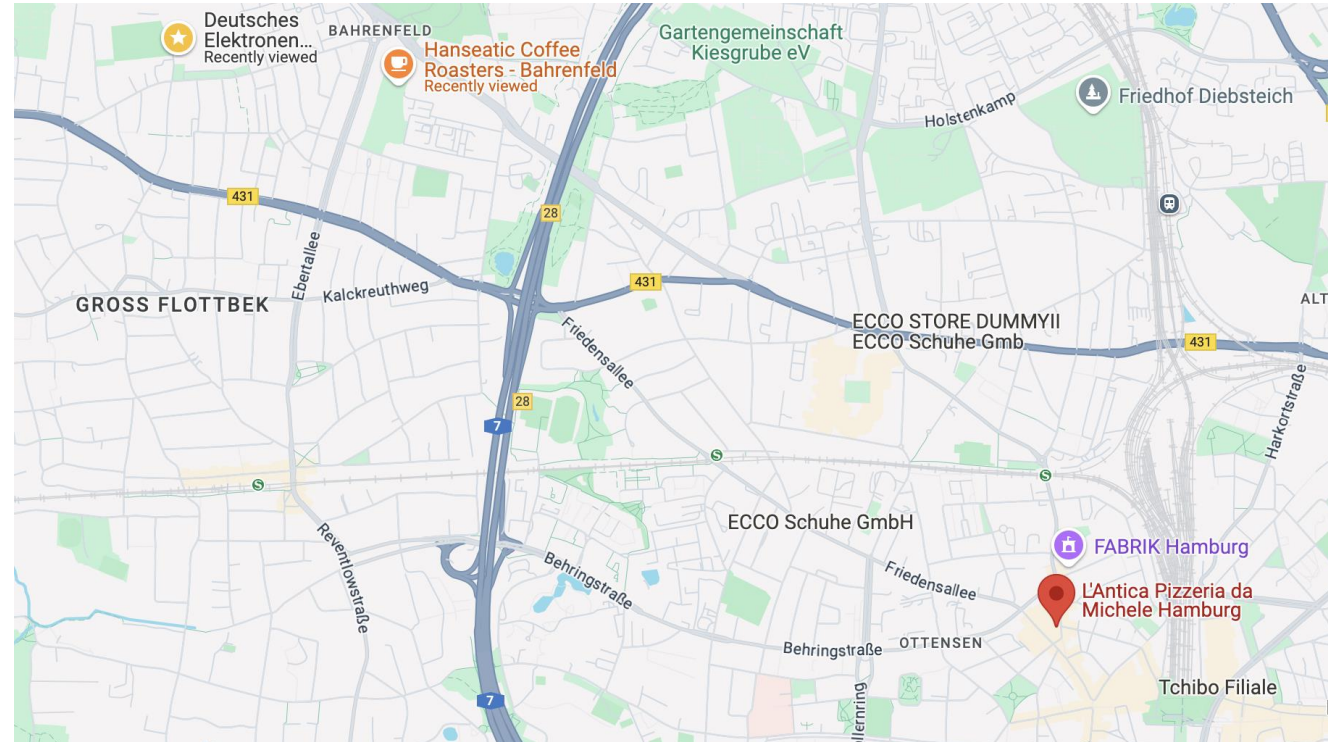 Deutsches
Elektronen...
Recently viewed
BAHRENFELD
Hanseatic Coffee
Roasters - Bahrenfeld
Recently viewed
Gartengemeinschaft
Kiesgrube eV
Friedhof Diebsteich
Holstenkamp
431
28
Ebertallee
Kalckreuthweg
GROSS FLOTTBEK
431
ALT
ECCO STORE DUMMYII
ECCO Schuhe Gmb
431
Friedensallee
28
7
Harkortstraße
S
S
S
ECCO Schuhe GmbH
Reventlowstraße
FABRIK Hamburg
Behringstraße
Friedensallee
L'Antica Pizzeria da
Michele Hamburg
Behringstraße
OTTENSEN
7
Tchibo Filiale
llernring